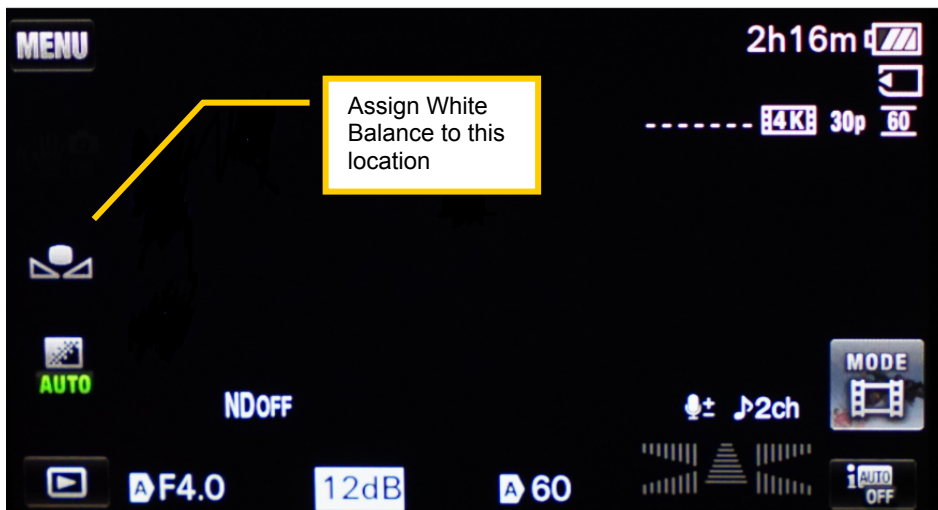 MENU
2h16m
Assign White
Balance to this
location
------- 4K 30p 60
AUTO
MODE
NDOFF
2ch
A F4.0
12dB
A 60
i AUTO
OFF